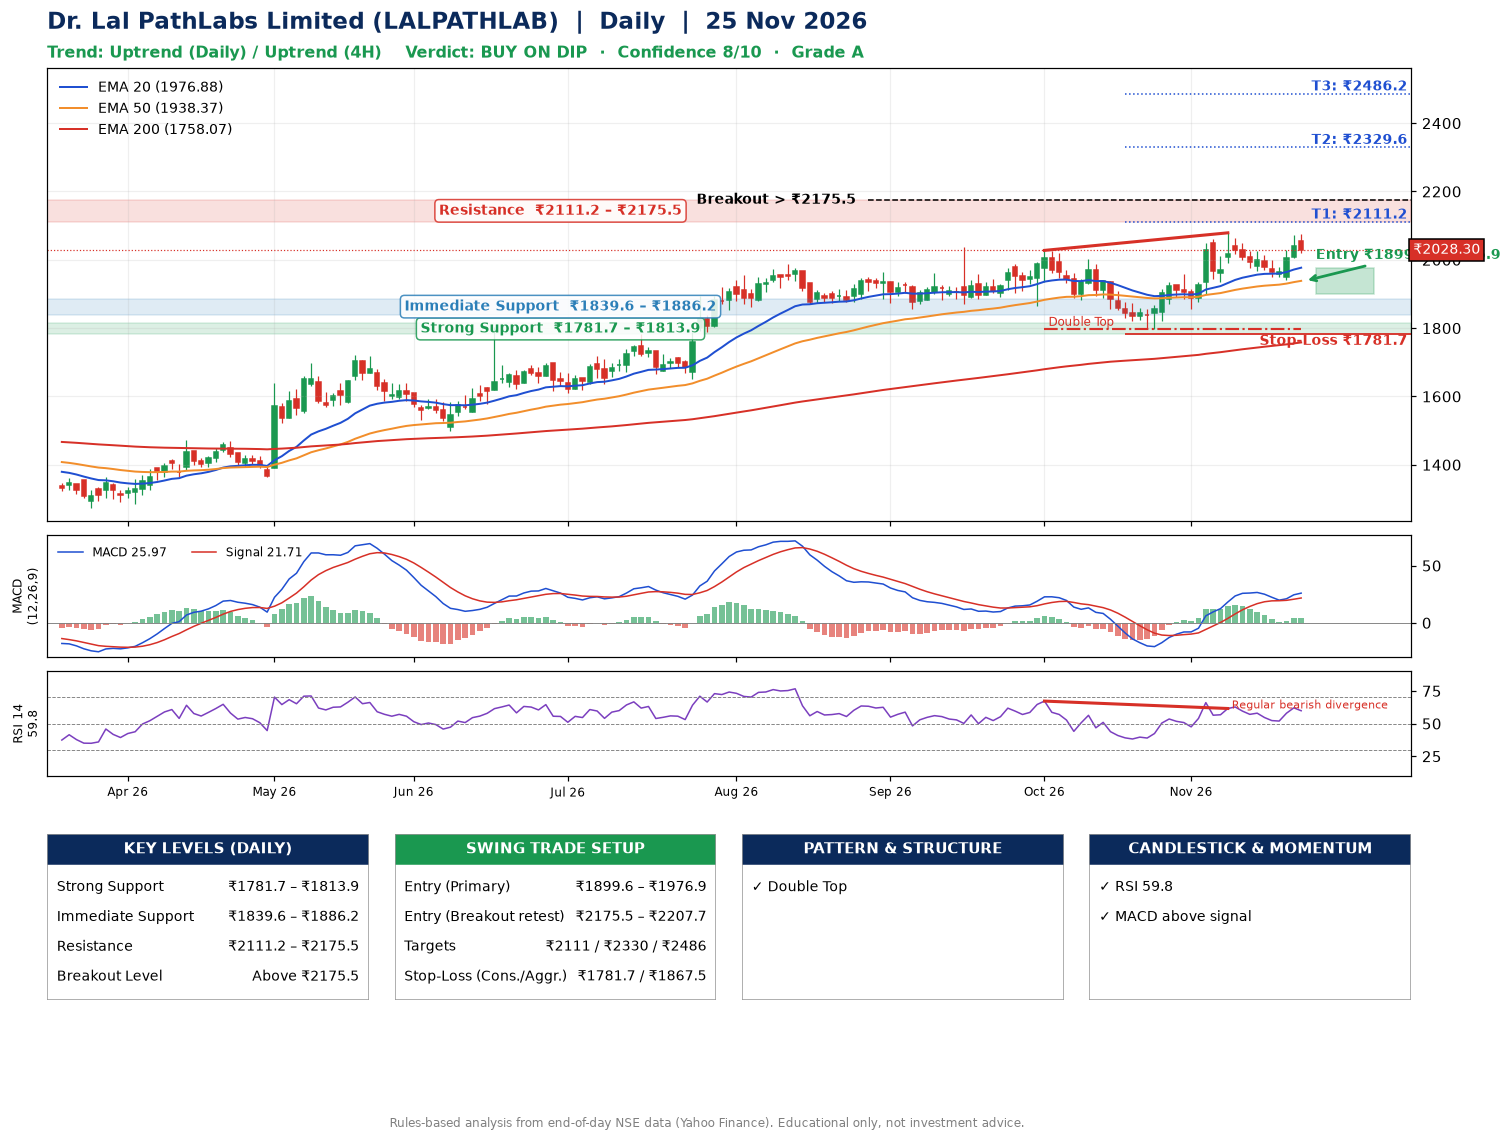 Dr. Lal PathLabs Limited (LALPATHLAB) | Daily | 25 Nov 2026
Trend: Uptrend (Daily) / Uptrend (4H) Verdict: BUY ON DIP · Confidence 8/10 · Grade A
EMA 20 (1976.88)
EMA 50 (1938.37)
EMA 200 (1758.07)
T3: ₹2486.2
T2: ₹2329.6
Breakout > ₹2175.5
Resistance ₹2111.2 – ₹2175.5
T1: ₹2111.2
Entry ₹1899
.9
₹2028.30
Immediate Support ₹1839.6 – ₹1886.2
Strong Support ₹1781.7 – ₹1813.9
Double Top
Stop-Loss ₹1781.7
2400
2200
2000
1800
1600
1400
MACD 25.97
Signal 21.71
MACD
(12,26,9)
50
0
RSI 14
59.8
Regular bearish divergence
75
50
25
Apr 26
May 26
Jun 26
Jul 26
Aug 26
Sep 26
Oct 26
Nov 26
KEY LEVELS (DAILY)
Strong Support ₹1781.7 – ₹1813.9
Immediate Support ₹1839.6 – ₹1886.2
Resistance ₹2111.2 – ₹2175.5
Breakout Level Above ₹2175.5
SWING TRADE SETUP
Entry (Primary) ₹1899.6 – ₹1976.9
Entry (Breakout retest) ₹2175.5 – ₹2207.7
Targets ₹2111 / ₹2330 / ₹2486
Stop-Loss (Cons./Aggr.) ₹1781.7 / ₹1867.5
PATTERN & STRUCTURE
✓ Double Top
CANDLESTICK & MOMENTUM
✓ RSI 59.8
✓ MACD above signal
Rules-based analysis from end-of-day NSE data (Yahoo Finance). Educational only, not investment advice.